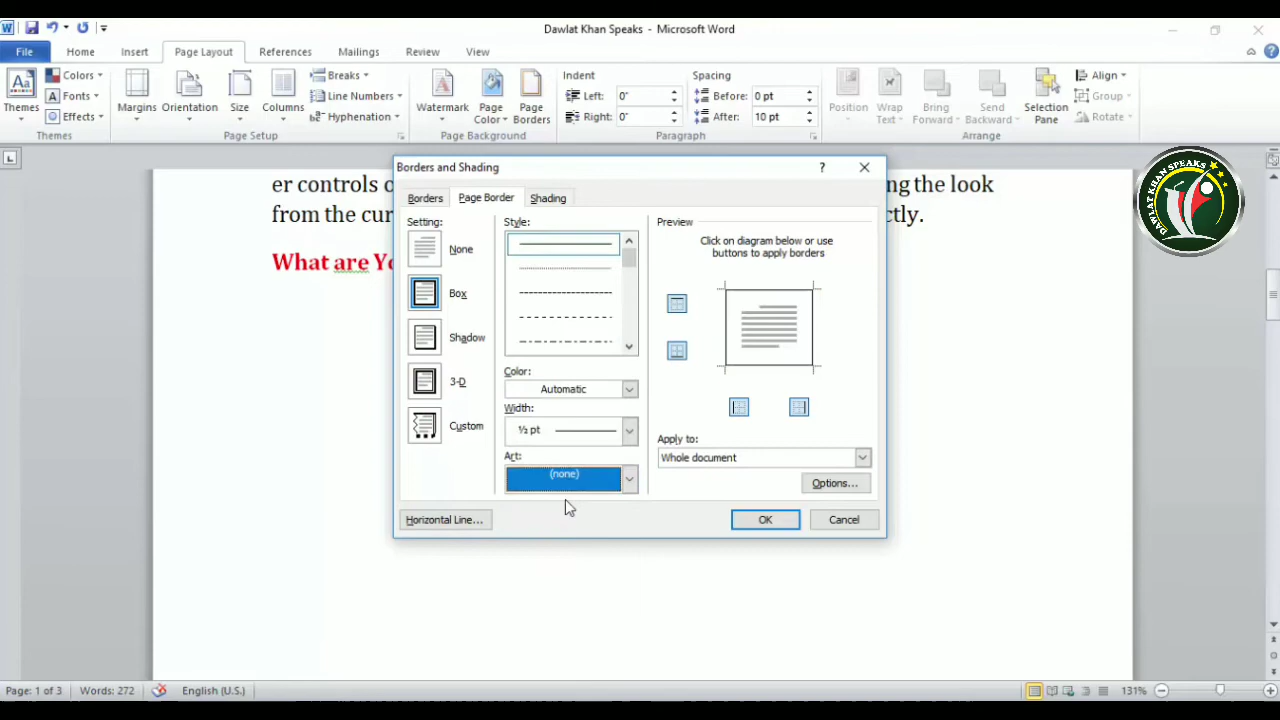 Dawlat Khan Speaks - Microsoft Word
File Home Insert Page Layout References Mailings Review View
Themes
Colors
Fonts
Effects
Themes
Margins
Orientation
Size
Columns
Breaks
Line Numbers
Hyphenation
Page Setup
Watermark
Page Color
Page Borders
Page Background
Indent
Left: 0"
Right: 0"
Spacing
Before: 0 pt
After: 10 pt
Paragraph
Position
Wrap Text
Bring Forward
Send Backward
Selection Pane
Align
Group
Rotate
Arrange
er controls o
ng the look
from the cur
ctly.
What are Yo
DAWLAT KHAN SPEAKS
Borders and Shading
Borders Page Border Shading
Setting:
None
Box
Shadow
3-D
Custom
Style:
Color:
Automatic
Width:
½ pt
Art:
(none)
Preview
Click on diagram below or use
buttons to apply borders
Apply to:
Whole document
Options...
Horizontal Line...
OK
Cancel
Page: 1 of 3 Words: 272 English (U.S.) 131%